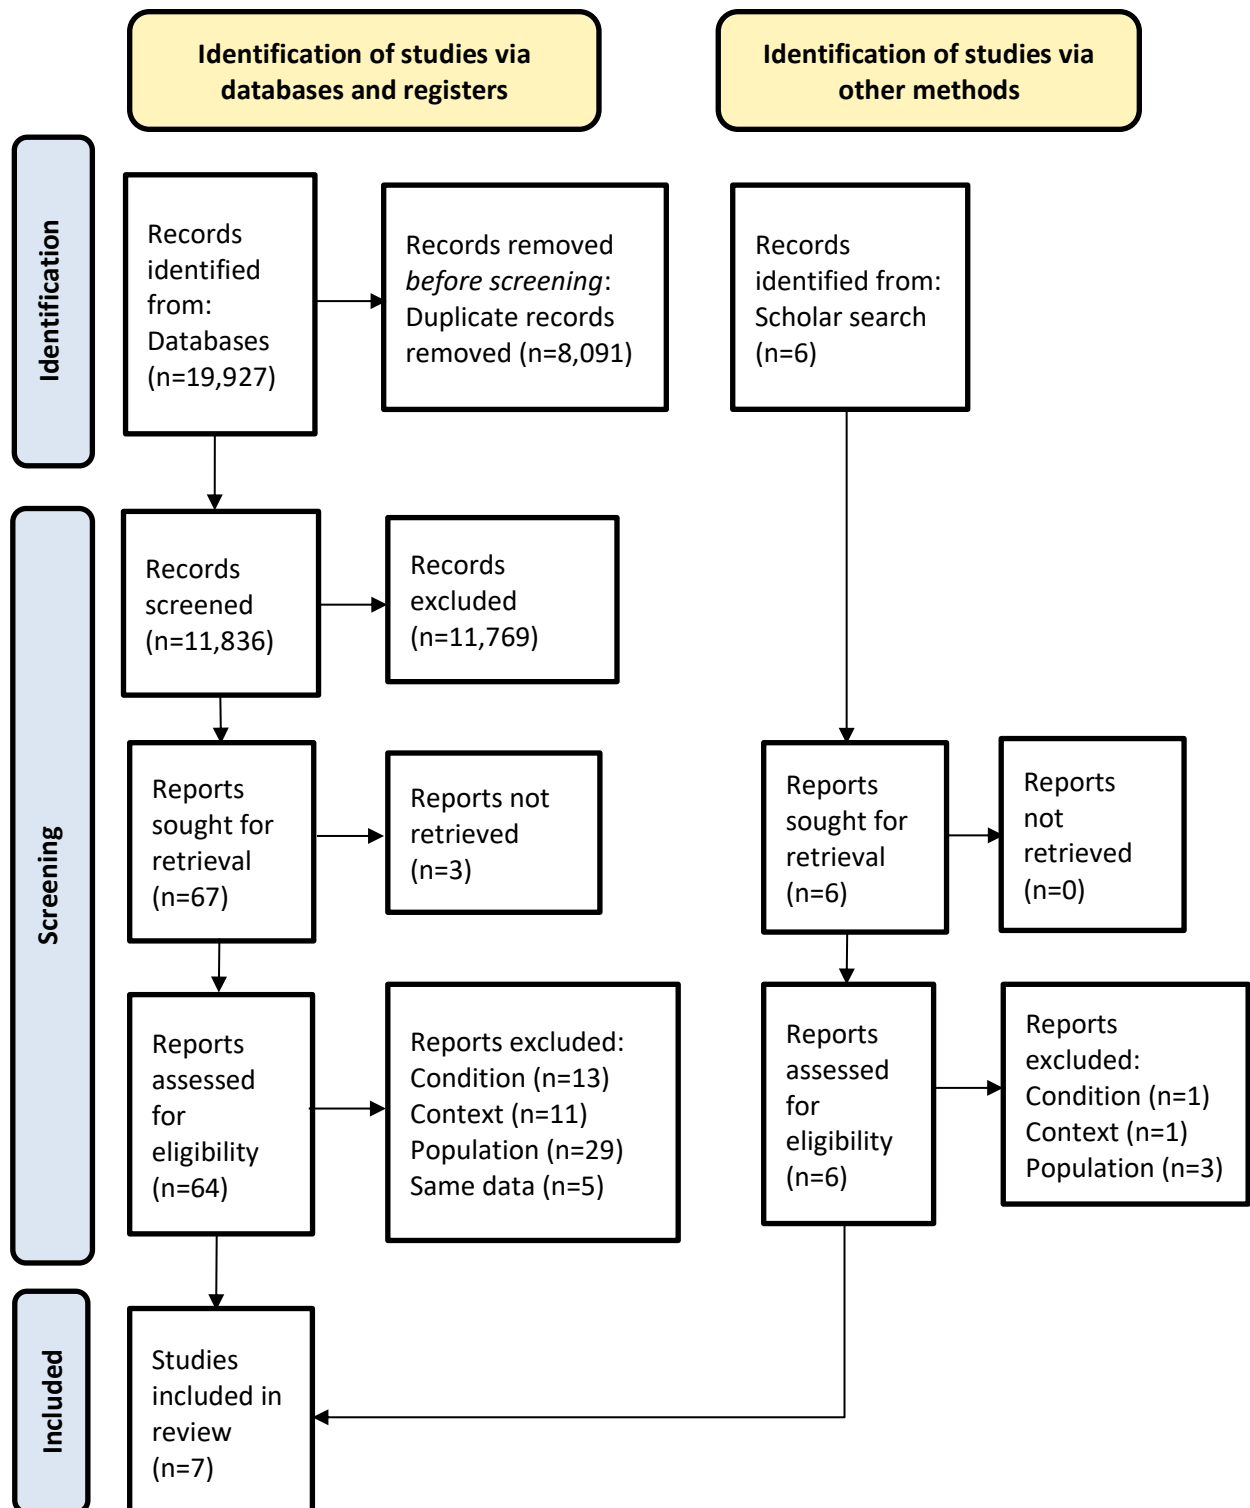 Identification of studies via
databases and registers
Identification of studies via
other methods
Identification
Records
identified
from:
Databases
(n=19,927)
Records removed
before screening:
Duplicate records
removed (n=8,091)
Records
identified from:
Scholar search
(n=6)
Screening
Records
screened
(n=11,836)
Records
excluded
(n=11,769)
Reports
sought for
retrieval
(n=67)
Reports not
retrieved
(n=3)
Reports
sought for
retrieval
(n=6)
Reports
not
retrieved
(n=0)
Reports
assessed
for
eligibility
(n=64)
Reports excluded:
Condition (n=13)
Context (n=11)
Population (n=29)
Same data (n=5)
Reports
assessed
for
eligibility
(n=6)
Reports
excluded:
Condition (n=1)
Context (n=1)
Population (n=3)
Included
Studies
included in
review
(n=7)